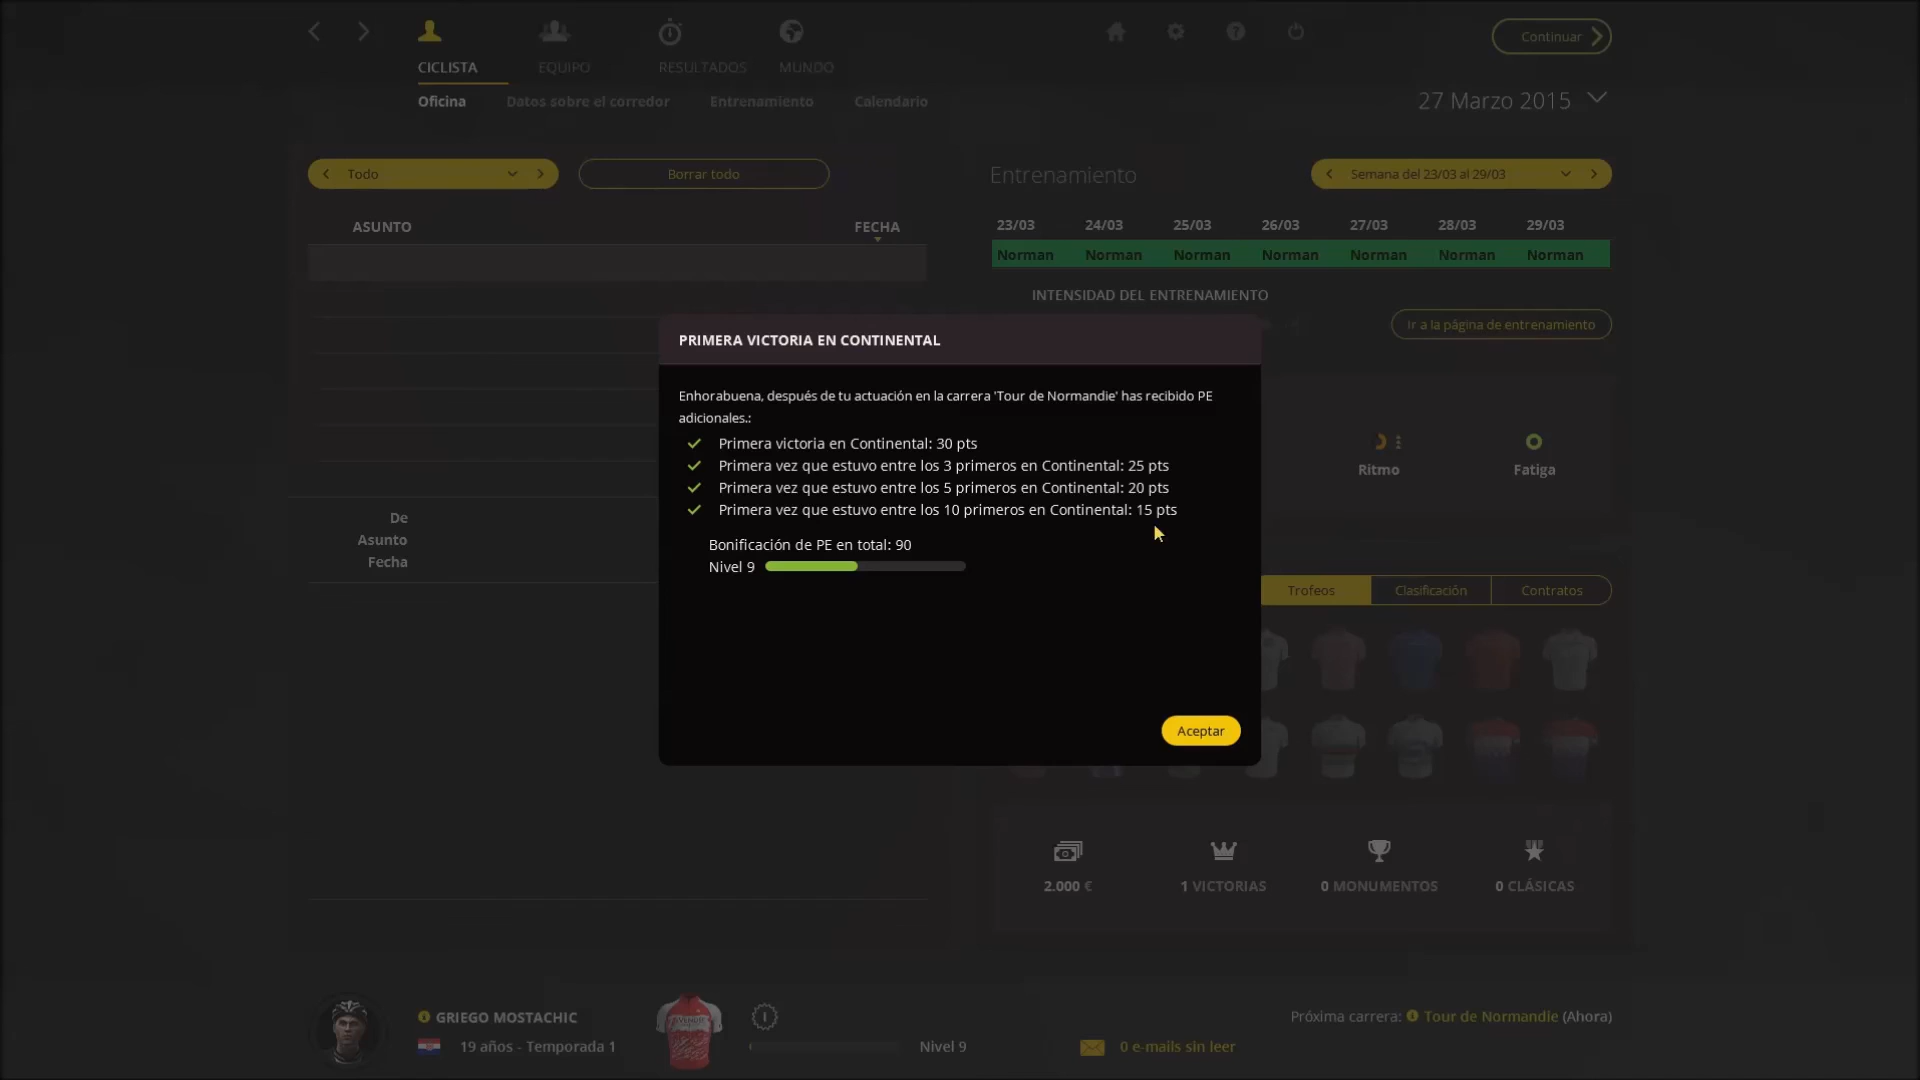 CICLISTA
EQUIPO
RESULTADOS
MUNDO
Continuar
Oficina
Datos sobre el corredor
Entrenamiento
Calendario
27 Marzo 2015
Todo
Borrar todo
Entrenamiento
Semana del 23/03 al 29/03
ASUNTO
FECHA
23/03 24/03 25/03 26/03 27/03 28/03 29/03
Norman Norman Norman Norman Norman Norman Norman
INTENSIDAD DEL ENTRENAMIENTO
Ir a la página de entrenamiento
PRIMERA VICTORIA EN CONTINENTAL
Enhorabuena, después de tu actuación en la carrera 'Tour de Normandie' has recibido PE
adicionales.:
Primera victoria en Continental: 30 pts
Primera vez que estuvo entre los 3 primeros en Continental: 25 pts
Primera vez que estuvo entre los 5 primeros en Continental: 20 pts
Primera vez que estuvo entre los 10 primeros en Continental: 15 pts
Bonificación de PE en total: 90
Nivel 9
Aceptar
Ritmo
Fatiga
De
Asunto
Fecha
Trofeos
Clasificación
Contratos
2.000 €
1 VICTORIAS
0 MONUMENTOS
0 CLÁSICAS
GRIEGO MOSTACHIC
19 años - Temporada 1
Nivel 9
0 e-mails sin leer
Próxima carrera: Tour de Normandie (Ahora)